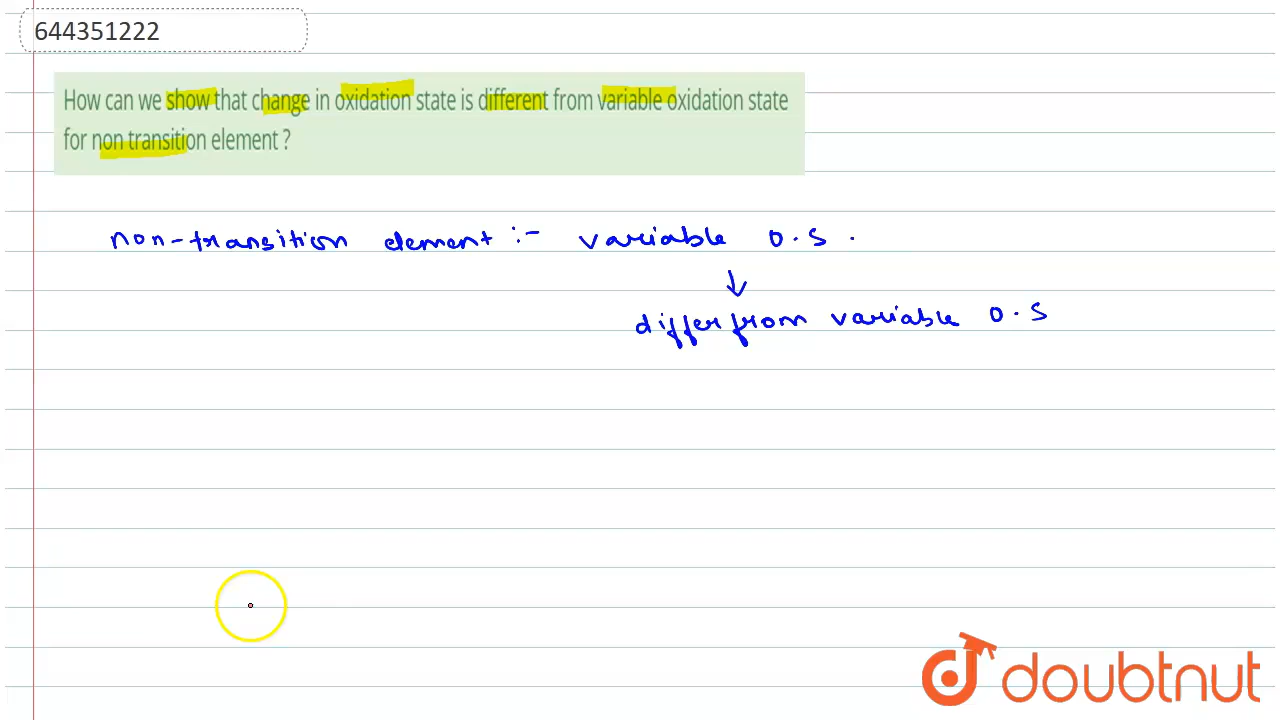 644351222
How can we show that change in oxidation state is different from variable oxidation state
for non transition element ?
non-transition element :- variable O.S.
↓
differ from variable O.S
doubtnut